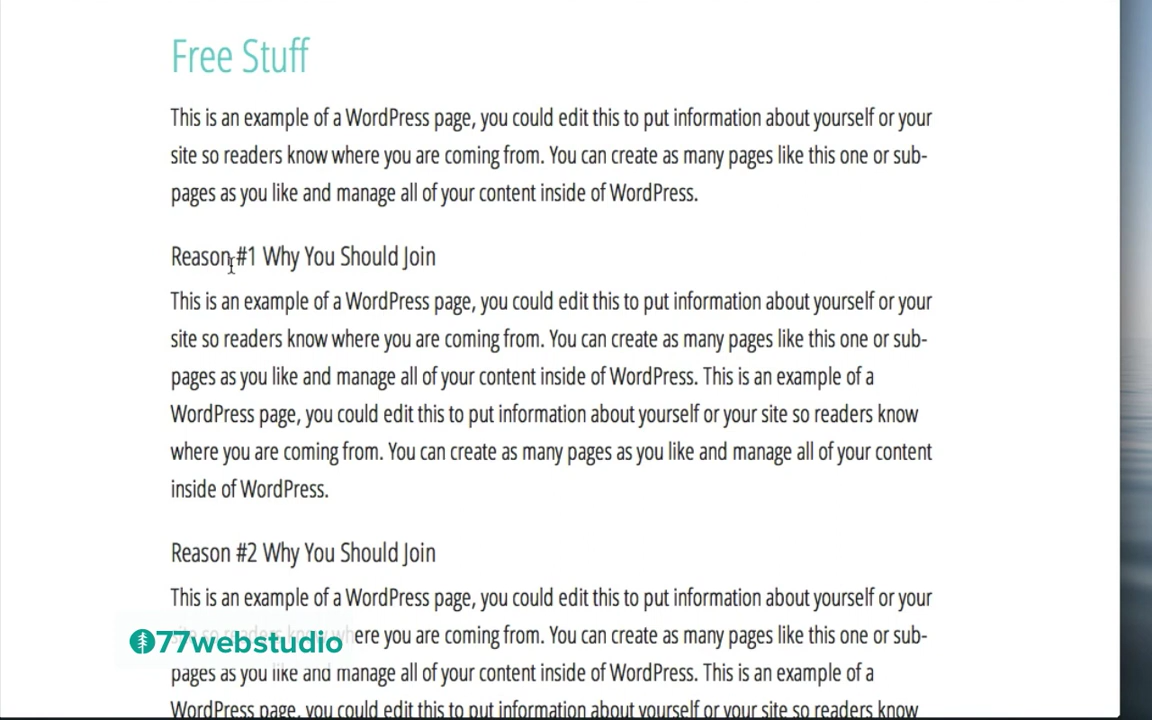 Free Stuff
This is an example of a WordPress page, you could edit this to put information about yourself or your
site so readers know where you are coming from. You can create as many pages like this one or sub-
pages as you like and manage all of your content inside of WordPress.
Reason #1 Why You Should Join
This is an example of a WordPress page, you could edit this to put information about yourself or your
site so readers know where you are coming from. You can create as many pages like this one or sub-
pages as you like and manage all of your content inside of WordPress. This is an example of a
WordPress page, you could edit this to put information about yourself or your site so readers know
where you are coming from. You can create as many pages as you like and manage all of your content
inside of WordPress.
Reason #2 Why You Should Join
This is an example of a WordPress page, you could edit this to put information about yourself or your
site so readers know where you are coming from. You can create as many pages like this one or sub-
77webstudio
pages as you like and manage all of your content inside of WordPress. This is an example of a
WordPress page, you could edit this to put information about yourself or your site so readers know